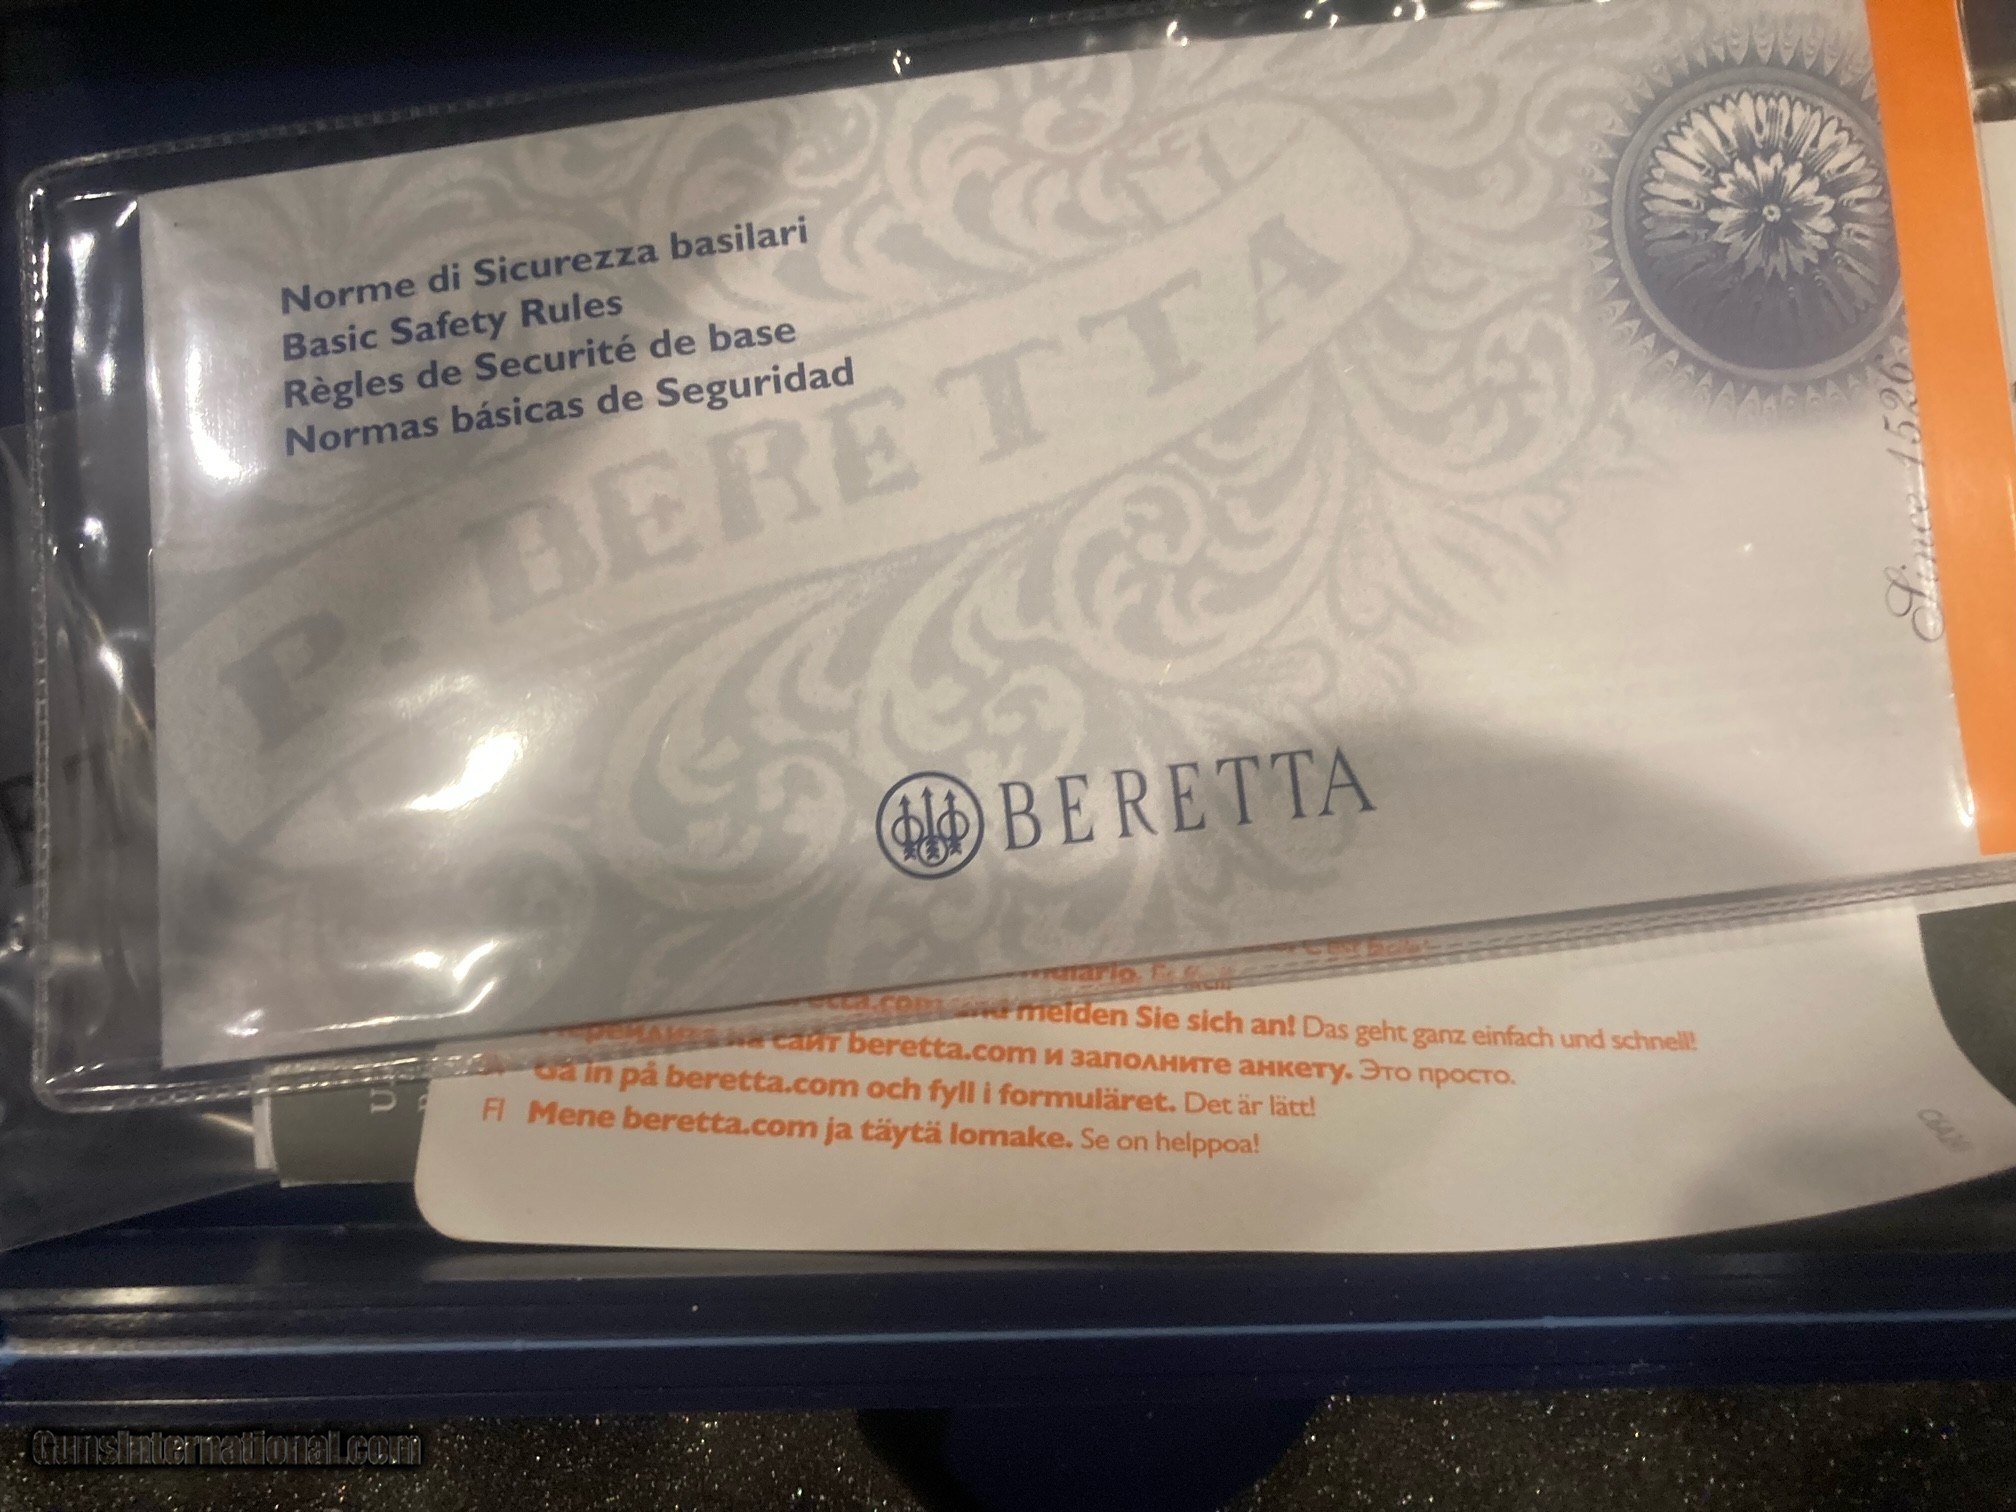 Norme di Sicurezza basilari
Basic Safety Rules
Règles de Securité de base
Normas básicas de Seguridad
P. BERETTA
Since 1526
BERETTA
C'est facile!
melden Sie sich an! Das geht ganz einfach und schnell!
на сайт beretta.com и заполните анкету. Это просто.
Gå in på beretta.com och fyll i formuläret. Det är lätt!
FI Mene beretta.com ja täytä lomake. Se on helppoa!
GunsInternational.com